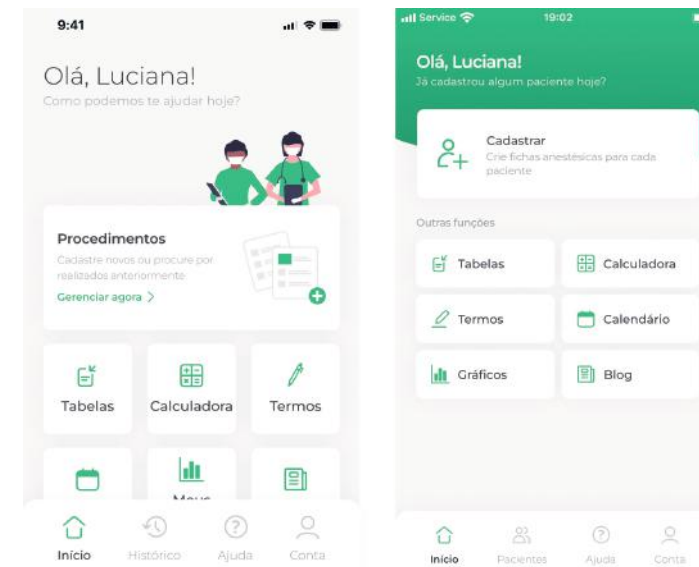 9:41
Olá, Luciana!
Como podemos te ajudar hoje?
Procedimentos
Cadastre novos ou procure por
realizados anteriormente
Gerenciar agora >
Tabelas
Calculadora
Termos
Meus
Início
Histórico
Ajuda
Conta
Service
19:02
Olá, Luciana!
Já cadastrou algum paciente hoje?
Cadastrar
Crie fichas anestésicas para cada
paciente
Outras funções
Tabelas
Calculadora
Termos
Calendário
Gráficos
Blog
Início
Pacientes
Ajuda
Conta